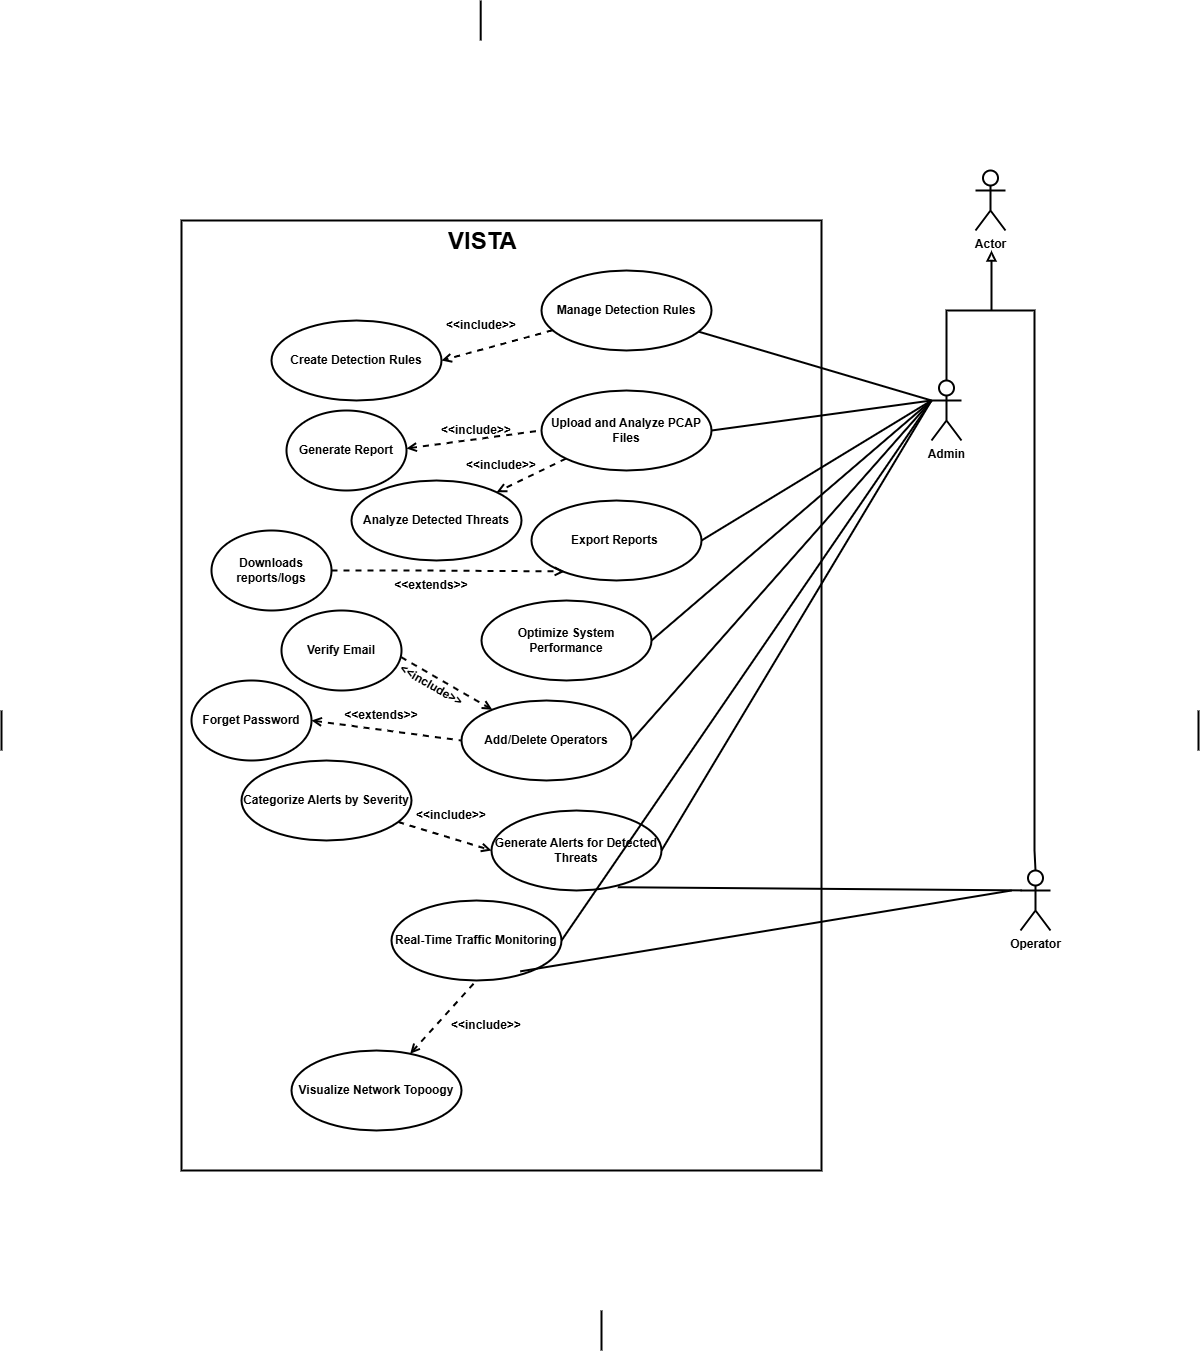 Actor
VISTA
Manage Detection Rules
<<include>>
Create Detection Rules
Upload and Analyze PCAP
Files
<<include>>
Generate Report
<<include>>
Admin
Analyze Detected Threats
Export Reports
Downloads
reports/logs
<<extends>>
Optimize System
Performance
Verify Email
<<include>>
Forget Password
<<extends>>
Add/Delete Operators
Categorize Alerts by Severity
<<include>>
Generate Alerts for Detected
Threats
Real-Time Traffic Monitoring
Operator
<<include>>
Visualize Network Topoogy